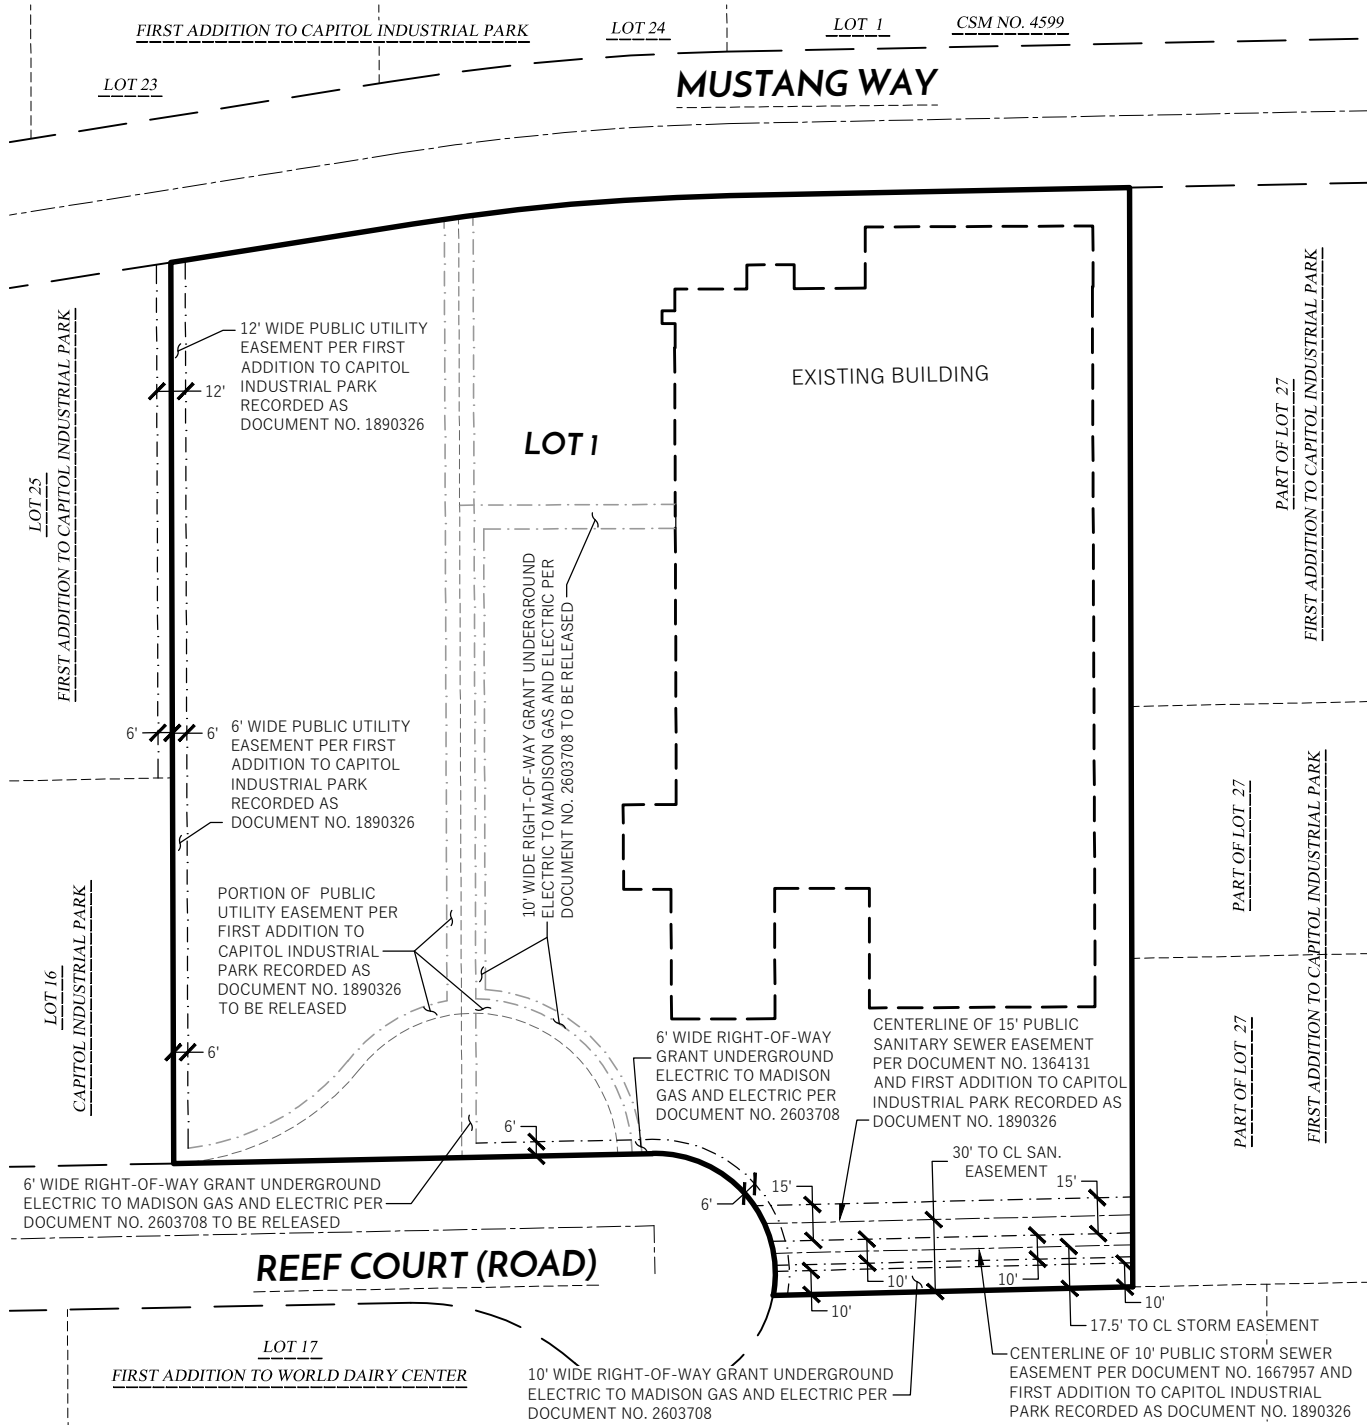 FIRST ADDITION TO CAPITOL INDUSTRIAL PARK
LOT 24
LOT 1
CSM NO. 4599
LOT 23
MUSTANG WAY
12' WIDE PUBLIC UTILITY
EASEMENT PER FIRST
ADDITION TO CAPITOL
INDUSTRIAL PARK
RECORDED AS
DOCUMENT NO. 1890326
12'
EXISTING BUILDING
LOT 1
LOT 25
FIRST ADDITION TO CAPITOL INDUSTRIAL PARK
PART OF LOT 27
FIRST ADDITION TO CAPITOL INDUSTRIAL PARK
10' WIDE RIGHT-OF-WAY GRANT UNDERGROUND
ELECTRIC TO MADISON GAS AND ELECTRIC PER
DOCUMENT NO. 2603708 TO BE RELEASED
6'
6'
6' WIDE PUBLIC UTILITY
EASEMENT PER FIRST
ADDITION TO CAPITOL
INDUSTRIAL PARK
RECORDED AS
DOCUMENT NO. 1890326
PART OF LOT 27
FIRST ADDITION TO CAPITOL INDUSTRIAL PARK
PORTION OF PUBLIC
UTILITY EASEMENT PER
FIRST ADDITION TO
CAPITOL INDUSTRIAL
PARK RECORDED AS
DOCUMENT NO. 1890326
TO BE RELEASED
LOT 16
CAPITOL INDUSTRIAL PARK
6'
6' WIDE RIGHT-OF-WAY
GRANT UNDERGROUND
ELECTRIC TO MADISON
GAS AND ELECTRIC PER
DOCUMENT NO. 2603708
CENTERLINE OF 15' PUBLIC
SANITARY SEWER EASEMENT
PER DOCUMENT NO. 1364131
AND FIRST ADDITION TO CAPITOL
INDUSTRIAL PARK RECORDED AS
DOCUMENT NO. 1890326
PART OF LOT 27
6'
30' TO CL SAN.
EASEMENT
15'
15'
6'
6' WIDE RIGHT-OF-WAY GRANT UNDERGROUND
ELECTRIC TO MADISON GAS AND ELECTRIC PER
DOCUMENT NO. 2603708 TO BE RELEASED
REEF COURT (ROAD)
10'
10'
10'
10'
17.5' TO CL STORM EASEMENT
LOT 17
FIRST ADDITION TO WORLD DAIRY CENTER
10' WIDE RIGHT-OF-WAY GRANT UNDERGROUND
ELECTRIC TO MADISON GAS AND ELECTRIC PER
DOCUMENT NO. 2603708
CENTERLINE OF 10' PUBLIC STORM SEWER
EASEMENT PER DOCUMENT NO. 1667957 AND
FIRST ADDITION TO CAPITOL INDUSTRIAL
PARK RECORDED AS DOCUMENT NO. 1890326